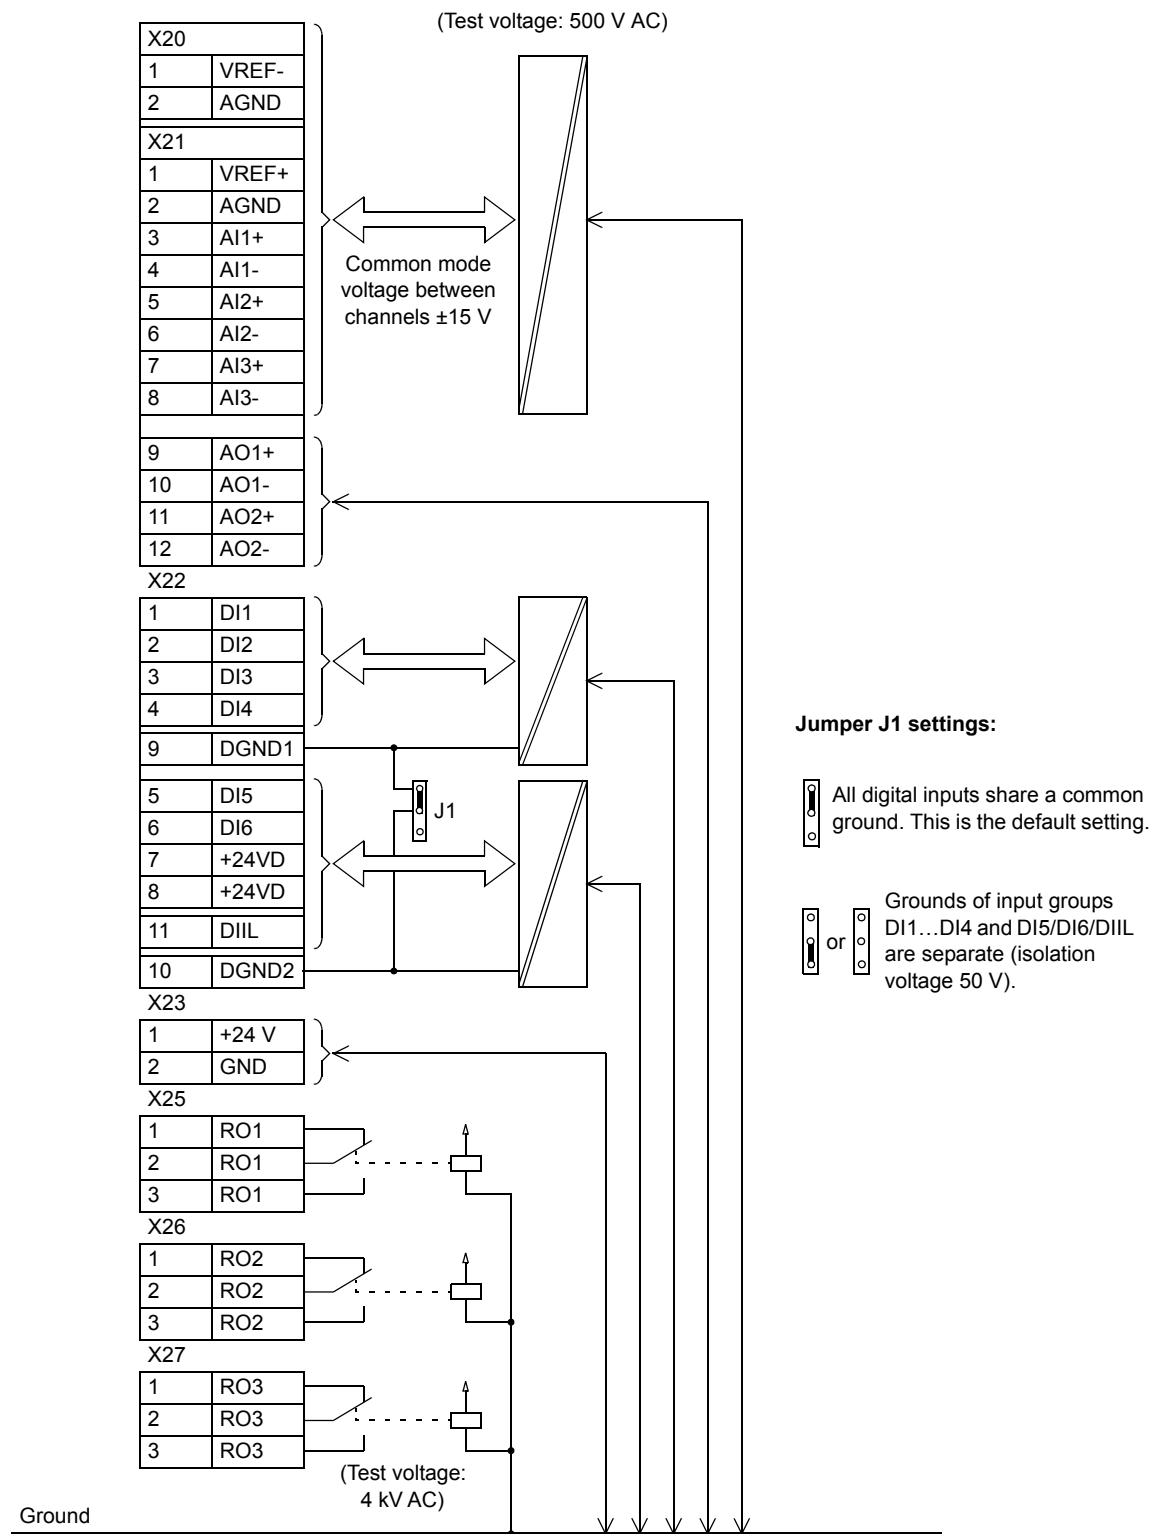 (Test voltage: 500 V AC)
X20
1 VREF-
2 AGND
X21
1 VREF+
2 AGND
3 AI1+
4 AI1-
5 AI2+
6 AI2-
7 AI3+
8 AI3-
Common mode
voltage between
channels ±15 V
9 AO1+
10 AO1-
11 AO2+
12 AO2-
X22
1 DI1
2 DI2
3 DI3
4 DI4
9 DGND1
5 DI5
6 DI6
7 +24VD
8 +24VD
11 DIIL
10 DGND2
J1
Jumper J1 settings:
All digital inputs share a common
ground. This is the default setting.
or
Grounds of input groups
DI1…DI4 and DI5/DI6/DIIL
are separate (isolation
voltage 50 V).
X23
1 +24 V
2 GND
X25
1 RO1
2 RO1
3 RO1
X26
1 RO2
2 RO2
3 RO2
X27
1 RO3
2 RO3
3 RO3
(Test voltage:
4 kV AC)
Ground